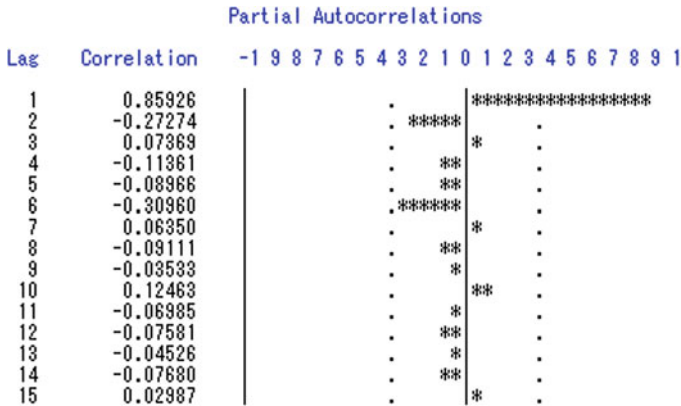 Partial Autocorrelations
Lag Correlation -1 9 8 7 6 5 4 3 2 1 0 1 2 3 4 5 6 7 8 9 1
1 0.85926 | . |*****************
2 -0.27274 | . *****| .
3 0.07369 | . |* .
4 -0.11361 | . **| .
5 -0.08966 | . **| .
6 -0.30960 | .******| .
7 0.06350 | . |* .
8 -0.09111 | . **| .
9 -0.03533 | . *| .
10 0.12463 | . |** .
11 -0.06985 | . *| .
12 -0.07581 | . **| .
13 -0.04526 | . *| .
14 -0.07680 | . **| .
15 0.02987 | . |* .